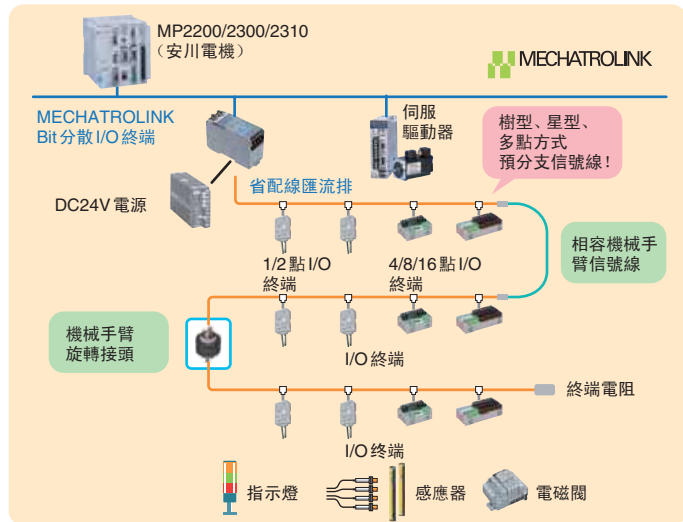 MP2200/2300/2310
（安川電機）
MECHATROLINK
MECHATROLINK
Bit分散I/O終端
伺服
驅動器
樹型、星型、
多點方式
預分支信號線！
省配線匯流排
DC24V電源
1/2點I/O
終端
4/8/16點I/O
終端
相容機械手
臂信號線
機械手臂
旋轉接頭
I/O終端
終端電阻
I/O終端
指示燈
感應器
電磁閥